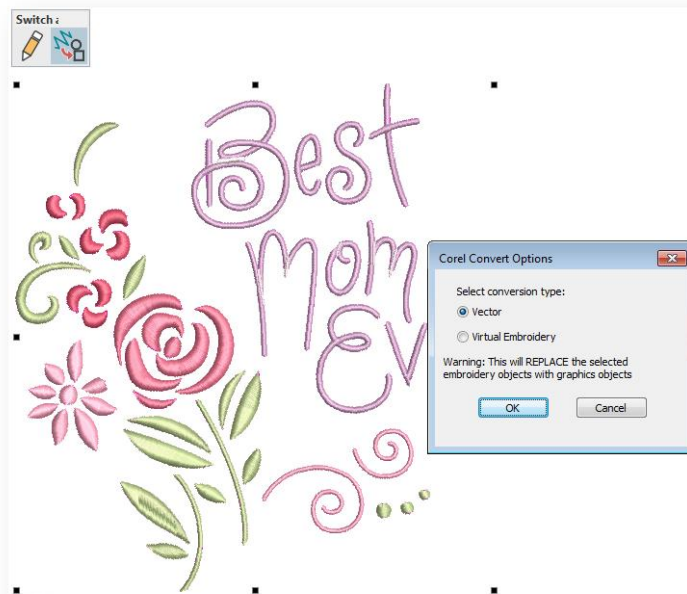 Switch a
Best
Mom
Ev
Corel Convert Options
Select conversion type:
Vector
Virtual Embroidery
Warning: This will REPLACE the selected
embroidery objects with graphics objects
OK
Cancel